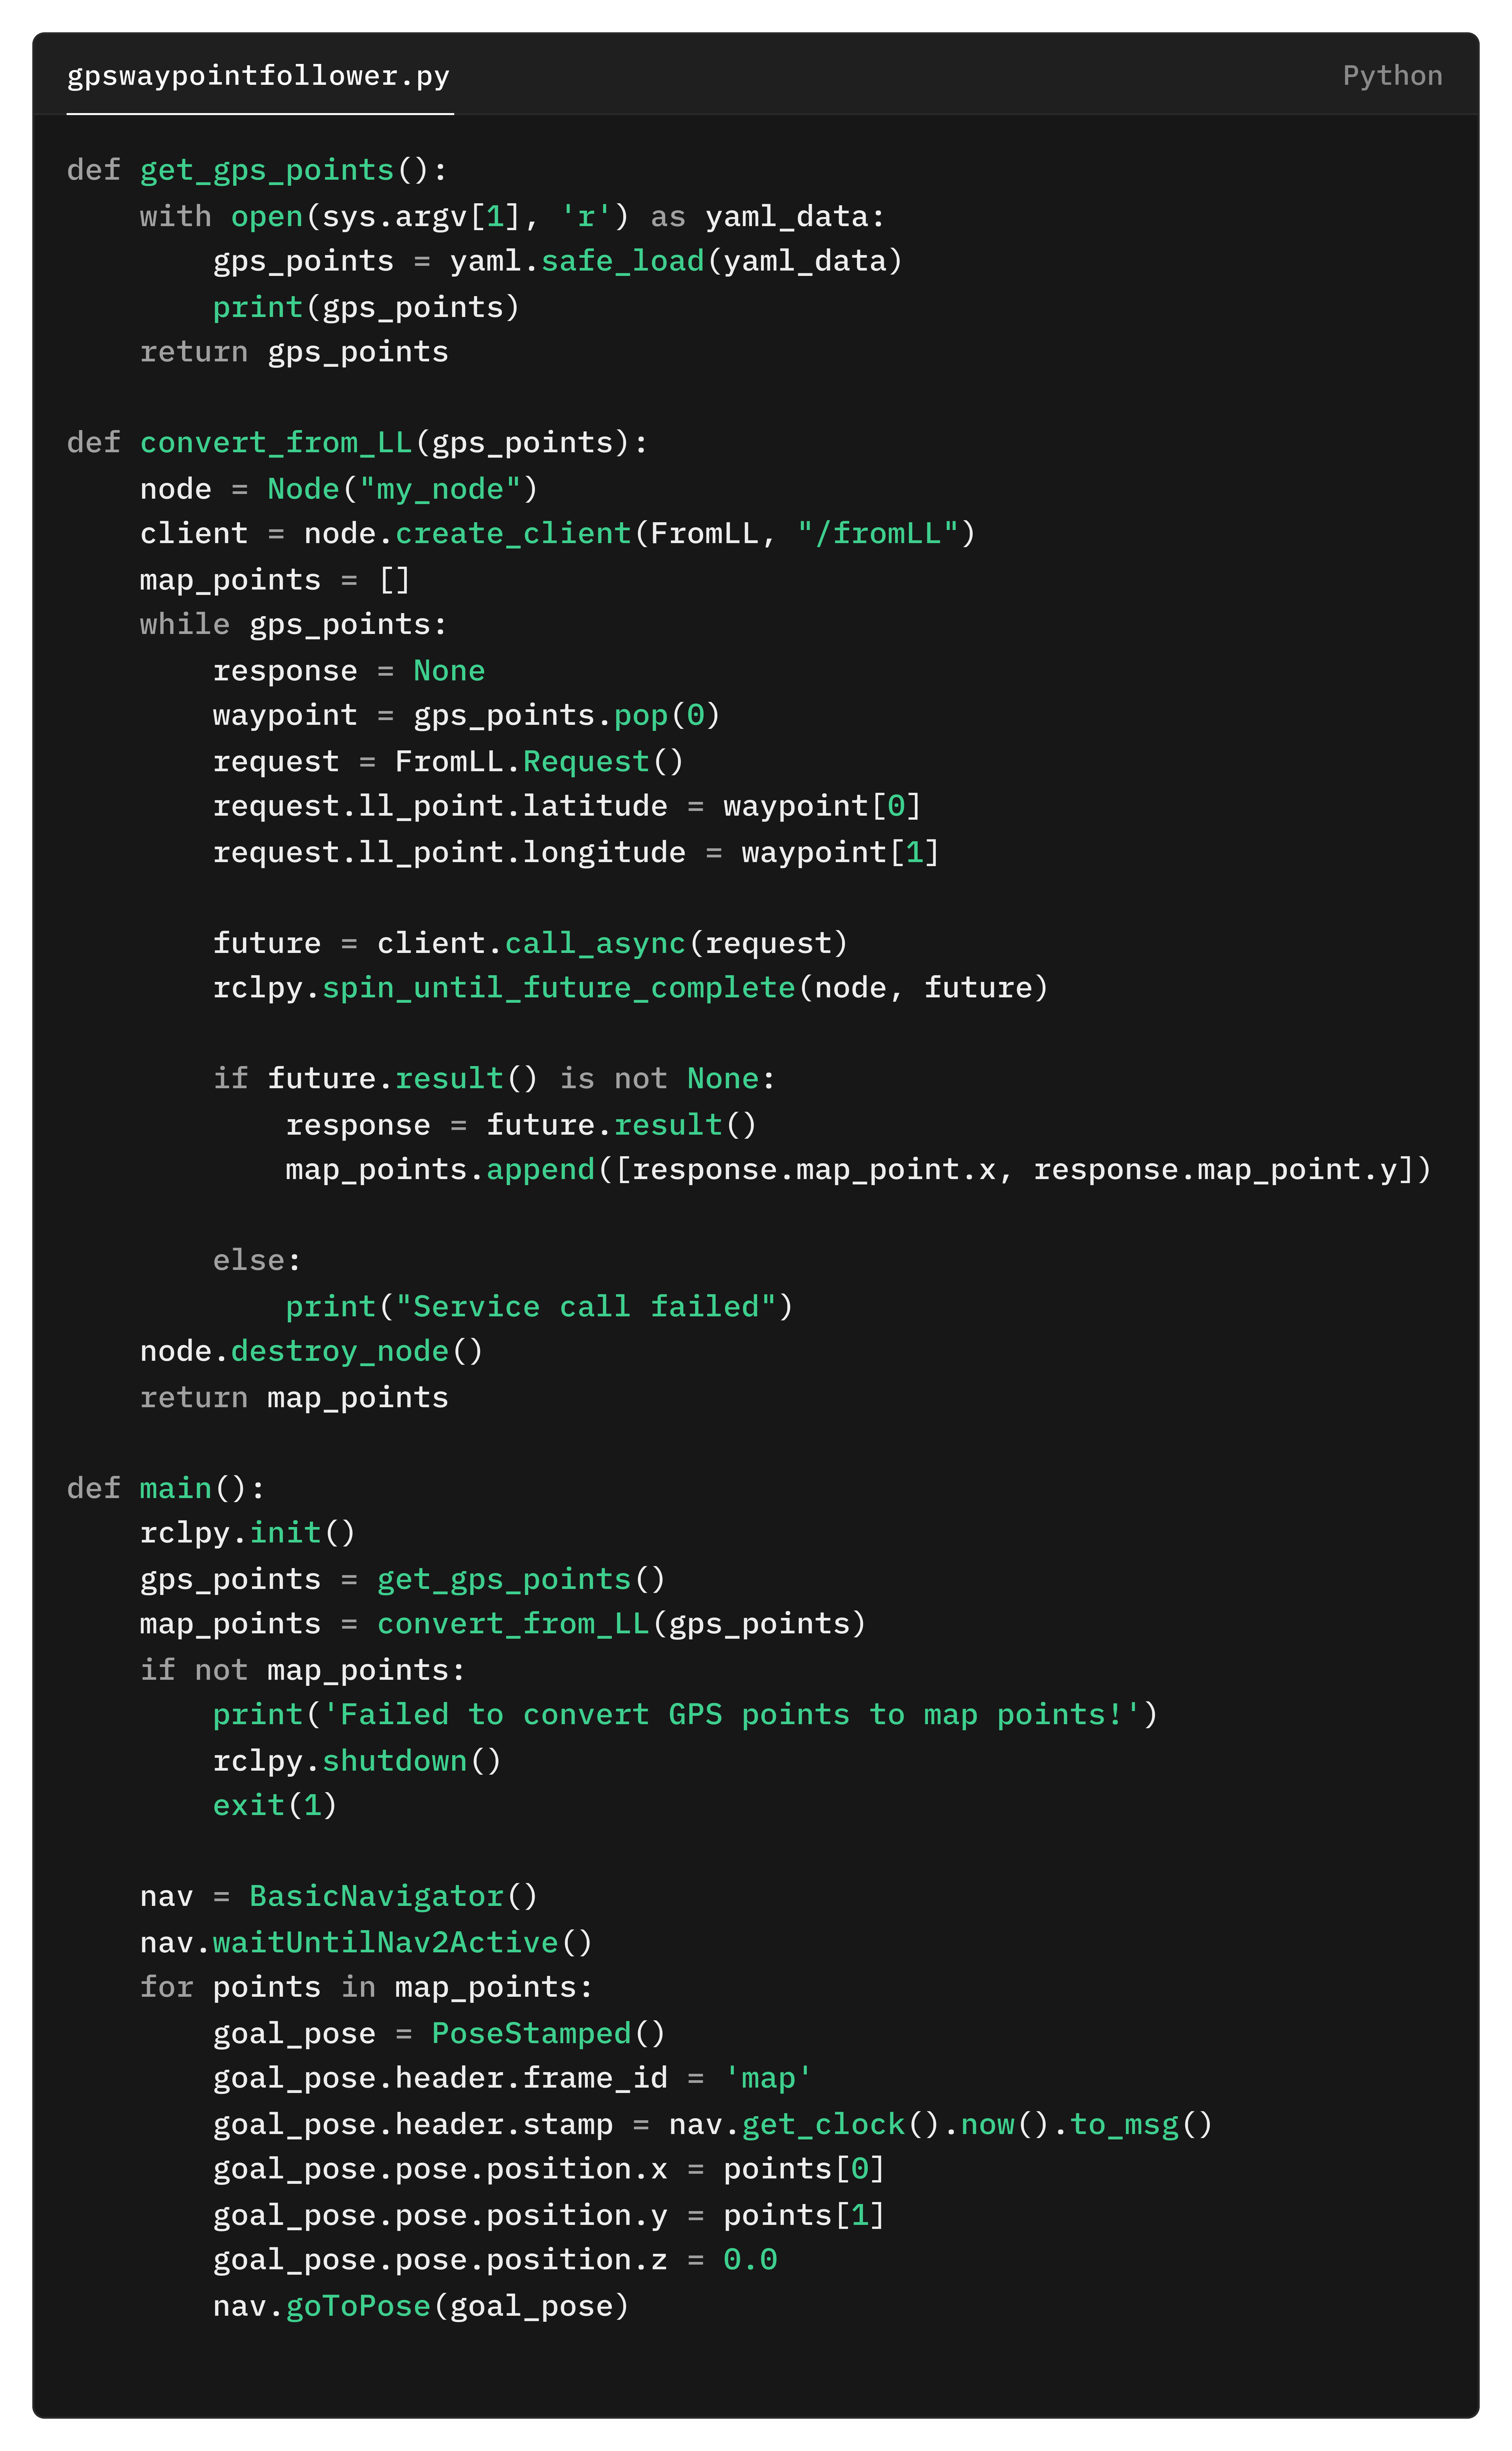 gpswaypointfollower.py
Python
def get_gps_points():
    with open(sys.argv[1], 'r') as yaml_data:
        gps_points = yaml.safe_load(yaml_data)
        print(gps_points)
    return gps_points

def convert_from_LL(gps_points):
    node = Node("my_node")
    client = node.create_client(FromLL, "/fromLL")
    map_points = []
    while gps_points:
        response = None
        waypoint = gps_points.pop(0)
        request = FromLL.Request()
        request.ll_point.latitude = waypoint[0]
        request.ll_point.longitude = waypoint[1]

        future = client.call_async(request)
        rclpy.spin_until_future_complete(node, future)

        if future.result() is not None:
            response = future.result()
            map_points.append([response.map_point.x, response.map_point.y])

        else:
            print("Service call failed")
    node.destroy_node()
    return map_points

def main():
    rclpy.init()
    gps_points = get_gps_points()
    map_points = convert_from_LL(gps_points)
    if not map_points:
        print('Failed to convert GPS points to map points!')
        rclpy.shutdown()
        exit(1)

    nav = BasicNavigator()
    nav.waitUntilNav2Active()
    for points in map_points:
        goal_pose = PoseStamped()
        goal_pose.header.frame_id = 'map'
        goal_pose.header.stamp = nav.get_clock().now().to_msg()
        goal_pose.pose.position.x = points[0]
        goal_pose.pose.position.y = points[1]
        goal_pose.pose.position.z = 0.0
        nav.goToPose(goal_pose)